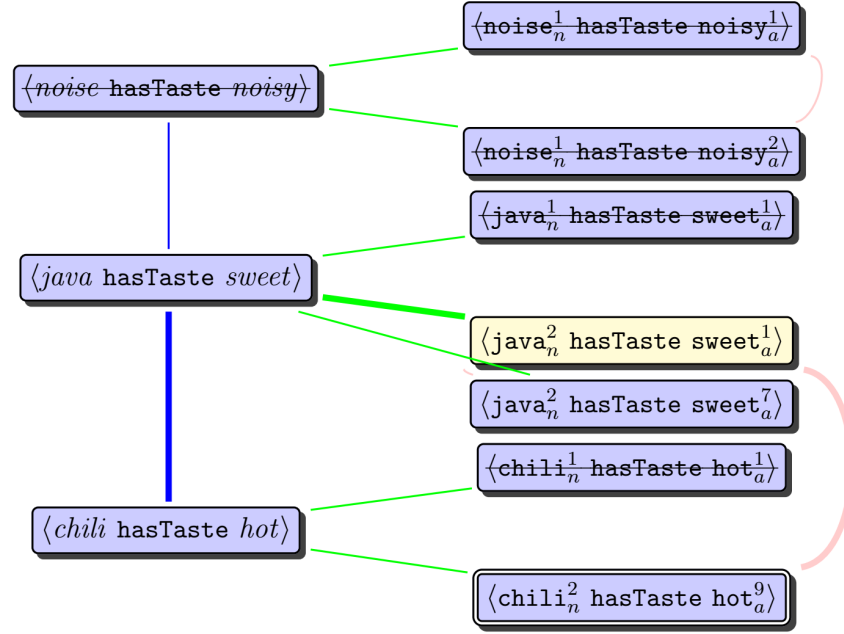 ⟨noise¹ₙ hasTaste noisy¹ₐ⟩
⟨noise hasTaste noisy⟩
⟨noise¹ₙ hasTaste noisy²ₐ⟩
⟨java¹ₙ hasTaste sweet¹ₐ⟩
⟨java hasTaste sweet⟩
⟨java²ₙ hasTaste sweet¹ₐ⟩
⟨java²ₙ hasTaste sweet⁷ₐ⟩
⟨chili¹ₙ hasTaste hot¹ₐ⟩
⟨chili hasTaste hot⟩
⟨chili²ₙ hasTaste hot⁹ₐ⟩